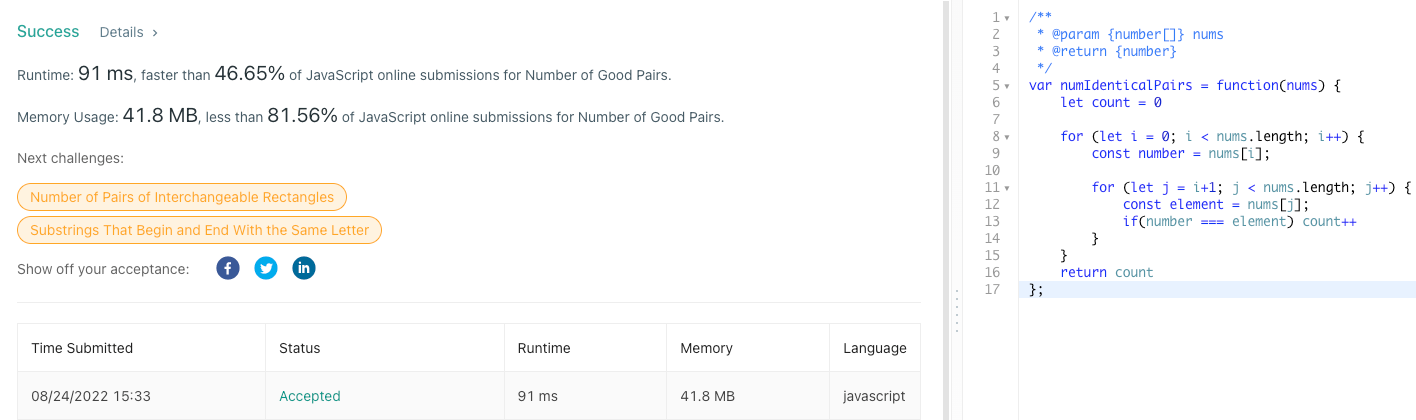 Success Details >
Runtime: 91 ms, faster than 46.65% of JavaScript online submissions for Number of Good Pairs.
Memory Usage: 41.8 MB, less than 81.56% of JavaScript online submissions for Number of Good Pairs.
Next challenges:
Number of Pairs of Interchangeable Rectangles
Substrings That Begin and End With the Same Letter
Show off your acceptance: f in
Time Submitted Status Runtime Memory Language
08/24/2022 15:33 Accepted 91 ms 41.8 MB javascript
1 /**
2  * @param {number[]} nums
3  * @return {number}
4  */
5 var numIdenticalPairs = function(nums) {
6     let count = 0
7
8     for (let i = 0; i < nums.length; i++) {
9         const number = nums[i];
10
11         for (let j = i+1; j < nums.length; j++) {
12             const element = nums[j];
13             if(number === element) count++
14         }
15     }
16     return count
17 };